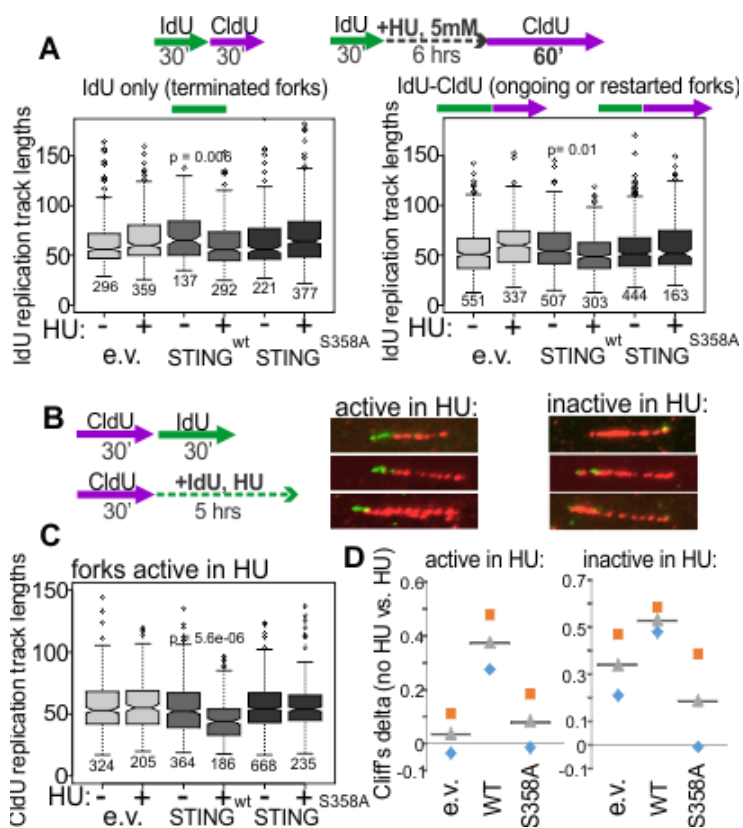 A
IdU CldU
30' 30'
IdU +HU, 5mM CldU
30' 6 hrs 60'
IdU only (terminated forks)
IdU replication track lengths
150
100
50
0
p = 0.006
296 359 137 292 221 377
HU: - + - + - +
e.v. STING wt STING S358A
IdU-CldU (ongoing or restarted forks)
IdU replication track lengths
150
100
50
0
p= 0.01
551 337 507 303 444 163
HU: - + - + - +
e.v. STING wt STING S358A
B
CldU IdU
30' 30'
CldU +IdU, HU
30' 5 hrs
active in HU:
inactive in HU:
C
forks active in HU
CldU replication track lengths
150
100
50
0
p = 5.6e-06
324 205 364 186 668 235
HU: - + - + - +
e.v. STING wt STING S358A
D
active in HU:
Cliff's delta (no HU vs. HU)
0.6
0.4
0.2
0
-0.1
e.v. WT S358A
inactive in HU:
0.7
0.5
0.3
0.1
0
-0.1
e.v. WT S358A